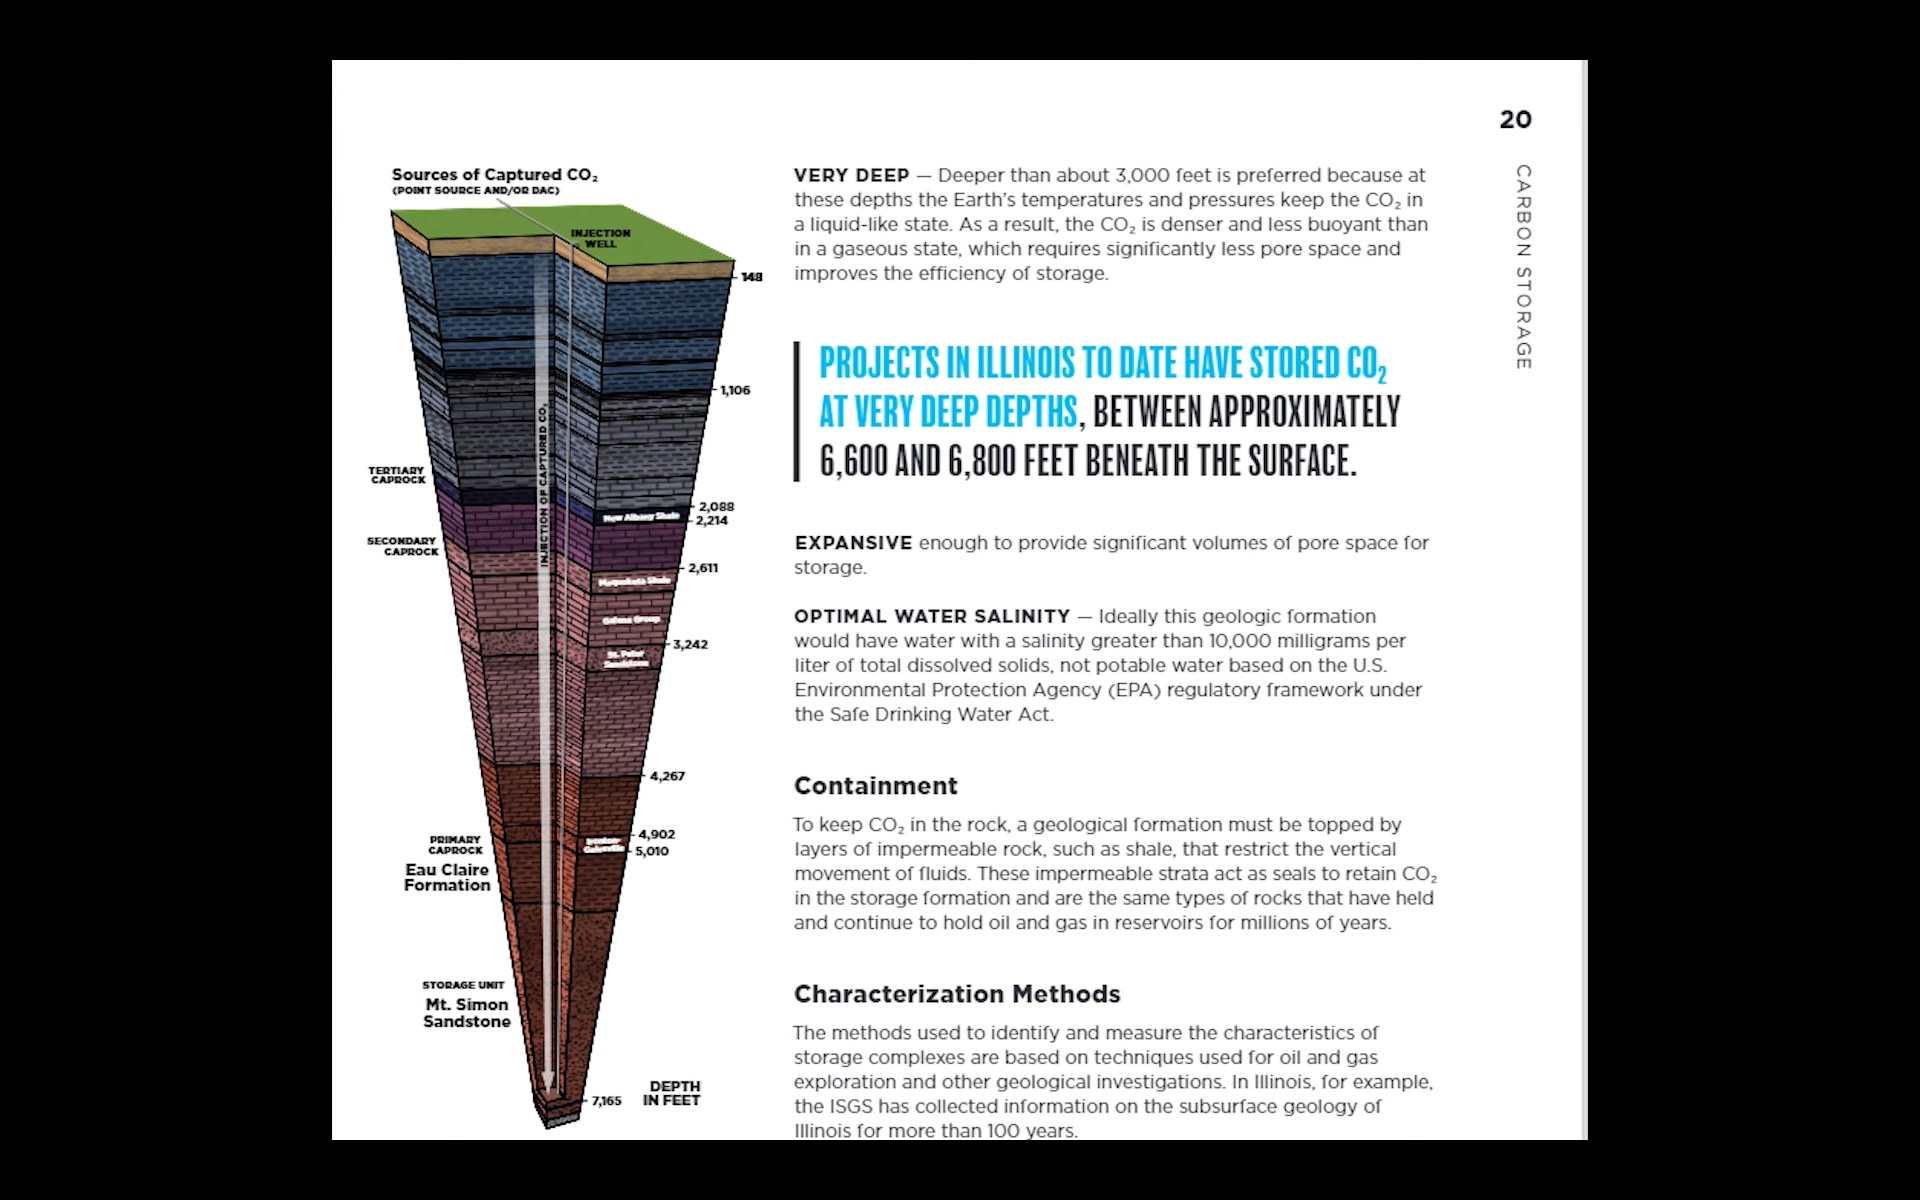 20
CARBON STORAGE
Sources of Captured CO₂
(POINT SOURCE AND/OR DAC)
INJECTION
WELL
INJECTION OF CAPTURED CO₂
148
1,106
TERTIARY
CAPROCK
2,088
New Albany Shale
2,214
SECONDARY
CAPROCK
2,611
Maquoketa Shale
Galena Group
3,242
St. Peter
Sandstone
4,267
4,902
Ironton-
Galesville
5,010
PRIMARY
CAPROCK
Eau Claire
Formation
STORAGE UNIT
Mt. Simon
Sandstone
7,165
DEPTH
IN FEET
VERY DEEP — Deeper than about 3,000 feet is preferred because at
these depths the Earth’s temperatures and pressures keep the CO₂ in
a liquid-like state. As a result, the CO₂ is denser and less buoyant than
in a gaseous state, which requires significantly less pore space and
improves the efficiency of storage.
PROJECTS IN ILLINOIS TO DATE HAVE STORED CO₂
AT VERY DEEP DEPTHS, BETWEEN APPROXIMATELY
6,600 AND 6,800 FEET BENEATH THE SURFACE.
EXPANSIVE enough to provide significant volumes of pore space for
storage.
OPTIMAL WATER SALINITY — Ideally this geologic formation
would have water with a salinity greater than 10,000 milligrams per
liter of total dissolved solids, not potable water based on the U.S.
Environmental Protection Agency (EPA) regulatory framework under
the Safe Drinking Water Act.
Containment
To keep CO₂ in the rock, a geological formation must be topped by
layers of impermeable rock, such as shale, that restrict the vertical
movement of fluids. These impermeable strata act as seals to retain CO₂
in the storage formation and are the same types of rocks that have held
and continue to hold oil and gas in reservoirs for millions of years.
Characterization Methods
The methods used to identify and measure the characteristics of
storage complexes are based on techniques used for oil and gas
exploration and other geological investigations. In Illinois, for example,
the ISGS has collected information on the subsurface geology of
Illinois for more than 100 years.